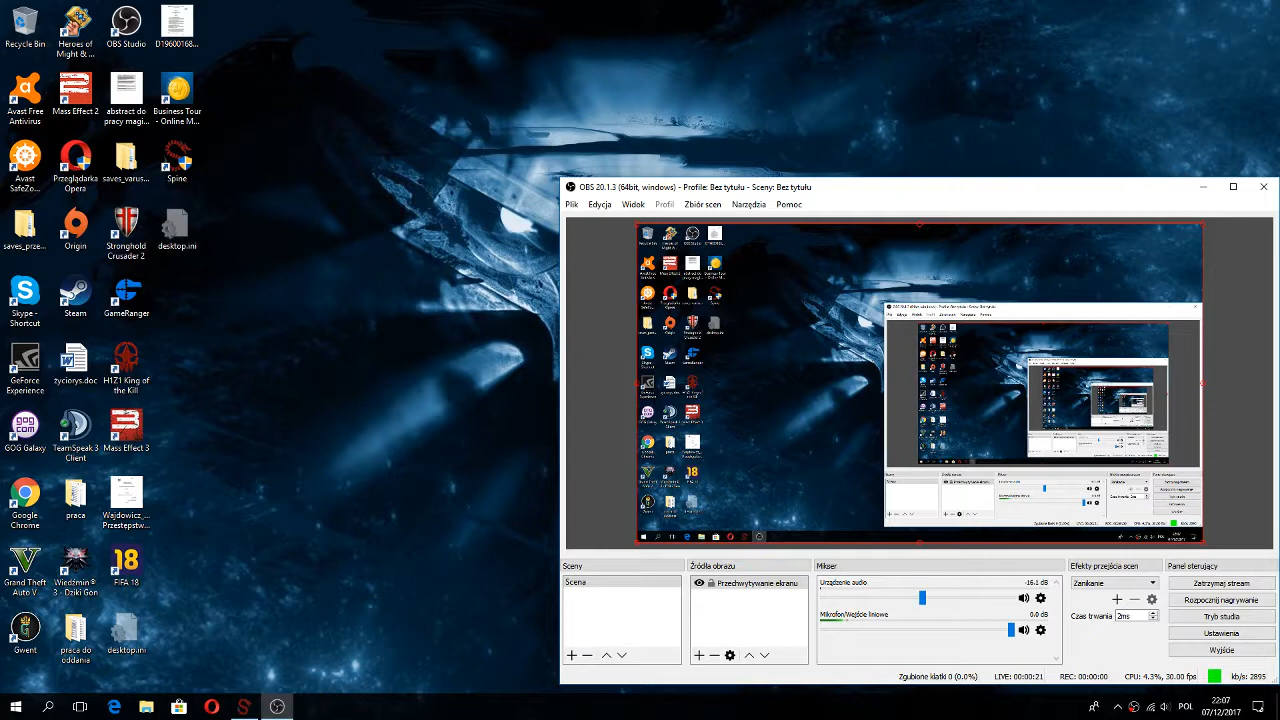 Recycle Bin
Heroes of
Might & ...
OBS Studio
D19600168...
Avast Free
Antivirus
Mass Effect 2
abstract do
pracy magi...
Business Tour
- Online M...
Avast
SafeZo...
Przeglądarka
Opera
saves_varus...
Spine
saves_prze...
Origin
Stronghold
Crusader 2
desktop.ini
Skype -
Shortcut
Steam
GameRanger
GeForce
Experience
zyciorys.doc
H1Z1 King of
the Kill
GOG Galaxy
TeamSpeak 3
Client
Mass Effect 3
Google
Chrome
praca
Waidowicz_...
Przestępstw...
Grand Theft
Auto V
Wiedźmin®
3 - Dziki Gon
FIFA 18
Gwent
praca do
oddania
desktop.ini
OBS 20.1.3 (64bit, windows) - Profile: Bez tytułu - Sceny: Bez tytułu
Plik Edycja Widok Profil Zbiór scen Narzędzia Pomoc
Sceny
Scena
Źródła obrazu
Przechwytywanie ekranu
Mikser
Urządzenie audio -16.1 dB
Mikrofon/Wejście liniowe 0.0 dB
Efekty przejścia scen
Zanikanie
Czas trwania 2ms
Panel sterujący
Zatrzymaj stream
Rozpocznij nagrywanie
Tryb studia
Ustawienia
Wyjście
Zgubione klatki 0 (0.0%) LIVE: 00:00:21 REC: 00:00:00 CPU: 4.3%, 30.00 fps kb/s: 2895
POL
22:07
07/12/2017